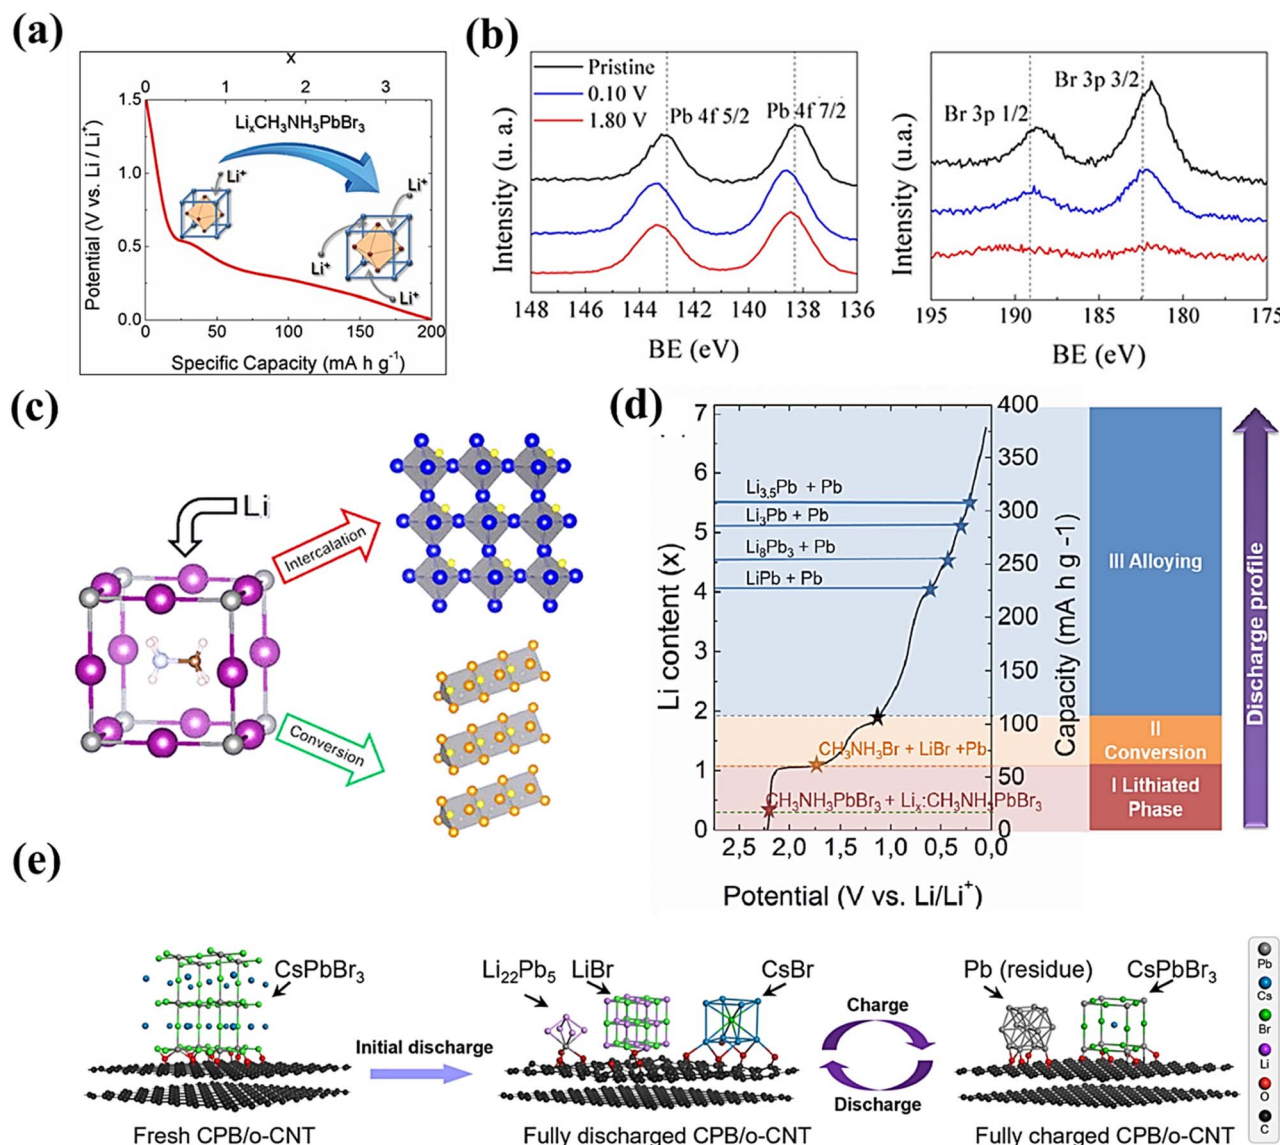 (a)
x
0 1 2 3
1.5
1.0
0.5
0.0
Potential (V vs. Li / Li⁺)
LiₓCH₃NH₃PbBr₃
Li⁺
Li⁺
Li⁺
Li⁺
0 50 100 150 200
Specific Capacity (mA h g⁻¹)
(b)
Pristine
0.10 V
1.80 V
Pb 4f 5/2
Pb 4f 7/2
Intensity (u. a.)
148 146 144 142 140 138 136
BE (eV)
Br 3p 1/2
Br 3p 3/2
Intensity (u.a.)
195 190 185 180 175
BE (eV)
(c)
Li
Intercalation
Conversion
(d)
7
6
5
4
3
2
1
0
Li content (x)
Li₃,₅Pb + Pb
Li₃Pb + Pb
Li₈Pb₃ + Pb
LiPb + Pb
CH₃NH₃Br + LiBr +Pb
CH₃NH₃PbBr₃ + Liₓ:CH₃NH₃PbBr₃
400
350
300
250
200
150
100
50
0
Capacity (mA h g -1)
2,5 2,0 1,5 1,0 0,5 0,0
Potential (V vs. Li/Li⁺)
III Alloying
II
Conversion
I Lithiated
Phase
Discharge profile
(e)
CsPbBr₃
Fresh CPB/o-CNT
Initial discharge
Li₂₂Pb₅
LiBr
CsBr
Fully discharged CPB/o-CNT
Charge
Discharge
Pb (residue)
CsPbBr₃
Fully charged CPB/o-CNT
Pb
Cs
Br
Li
O
C